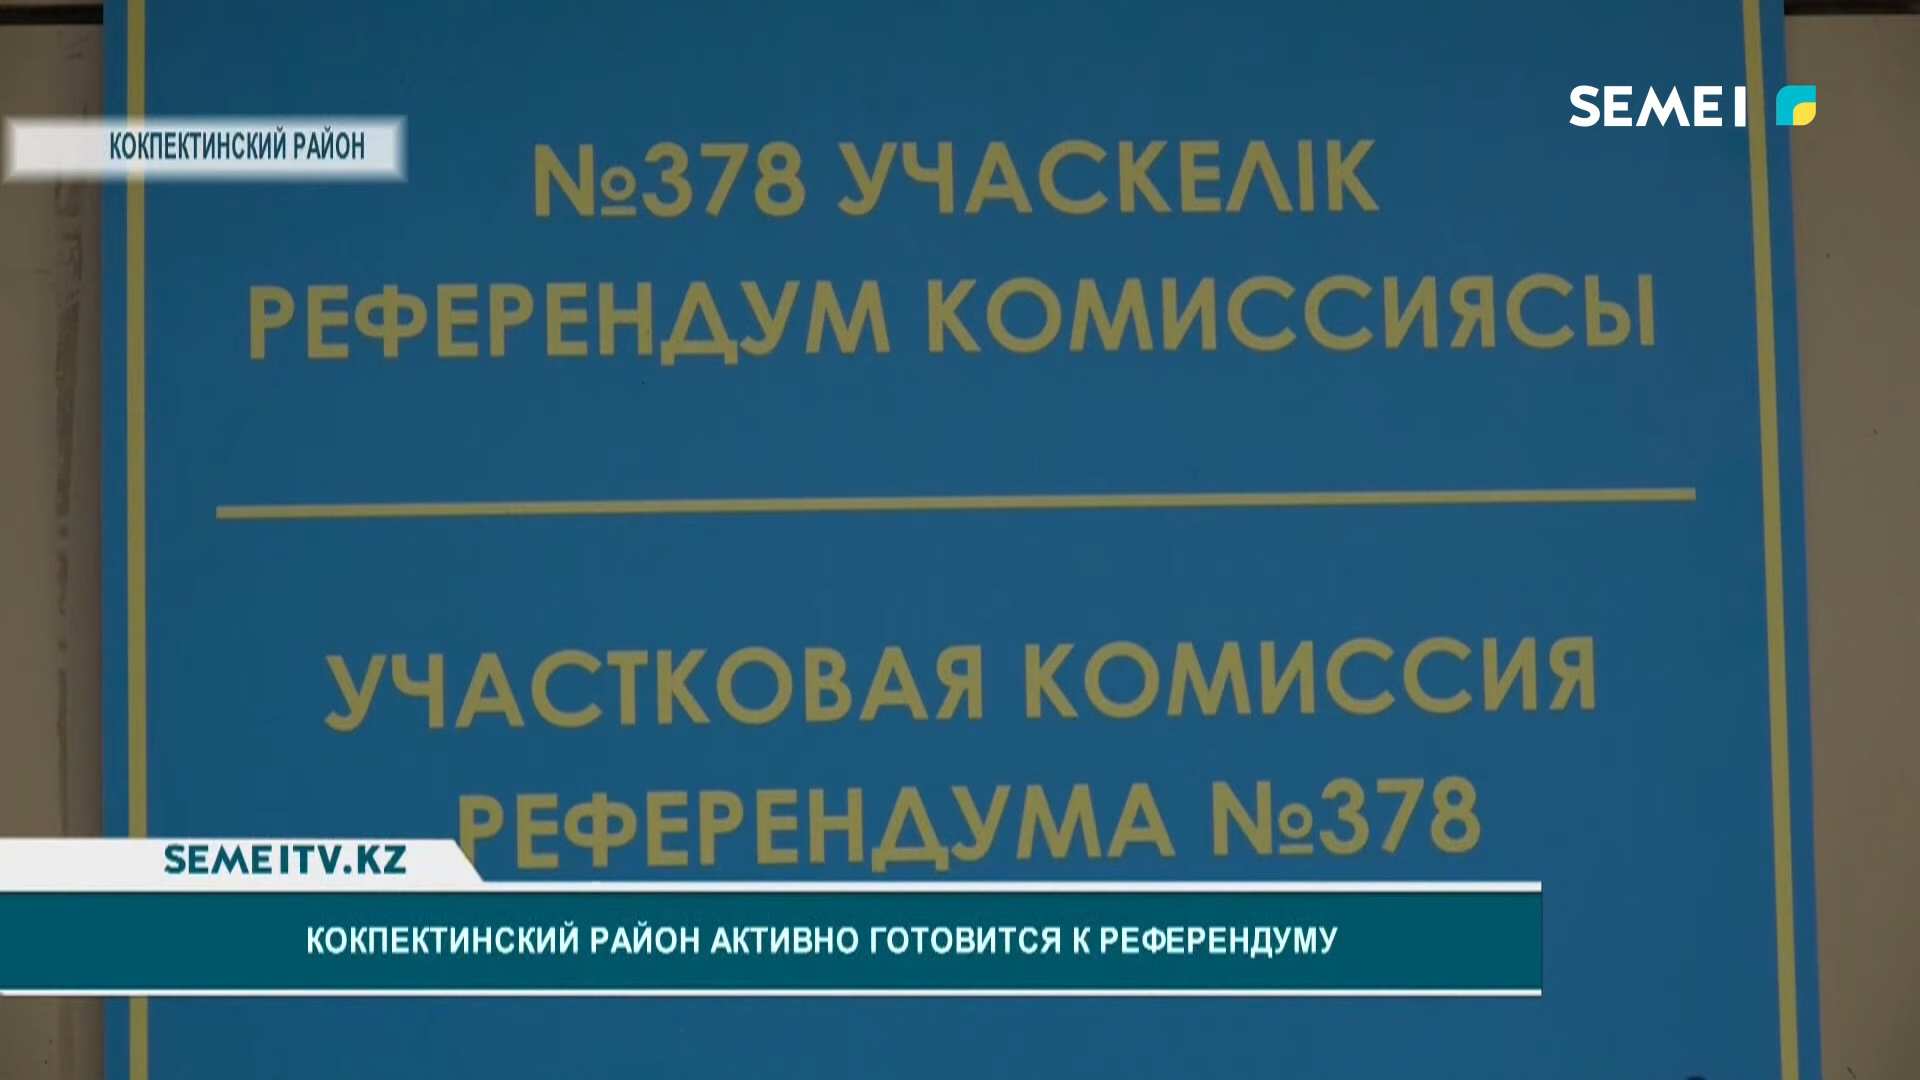 SEMEI
КОКПЕКТИНСКИЙ РАЙОН
№378 УЧАСКЕЛІК
РЕФЕРЕНДУМ КОМИССИЯСЫ
УЧАСТКОВАЯ КОМИССИЯ
РЕФЕРЕНДУМА №378
SEMEITV.KZ
КОКПЕКТИНСКИЙ РАЙОН АКТИВНО ГОТОВИТСЯ К РЕФЕРЕНДУМУ